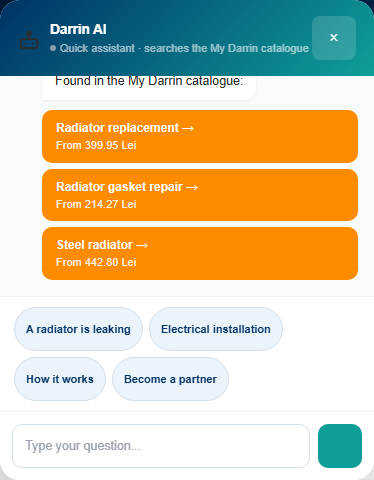 Darrin AI
Quick assistant · searches the My Darrin catalogue
×
Found in the My Darrin catalogue:
Radiator replacement →
From 399.95 Lei
Radiator gasket repair →
From 214.27 Lei
Steel radiator →
From 442.80 Lei
A radiator is leaking
Electrical installation
How it works
Become a partner
Type your question...